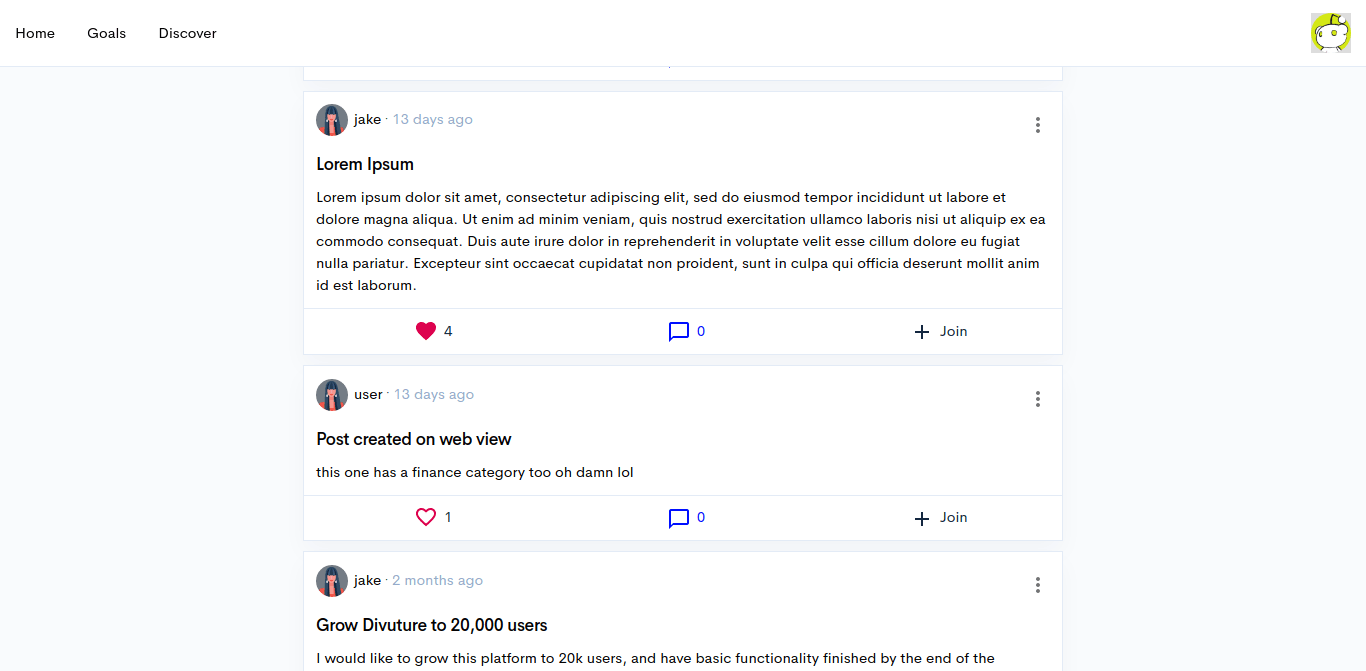 Home Goals Discover
jake · 13 days ago
Lorem Ipsum
Lorem ipsum dolor sit amet, consectetur adipiscing elit, sed do eiusmod tempor incididunt ut labore et
dolore magna aliqua. Ut enim ad minim veniam, quis nostrud exercitation ullamco laboris nisi ut aliquip ex ea
commodo consequat. Duis aute irure dolor in reprehenderit in voluptate velit esse cillum dolore eu fugiat
nulla pariatur. Excepteur sint occaecat cupidatat non proident, sunt in culpa qui officia deserunt mollit anim
id est laborum.
4 0 Join
user · 13 days ago
Post created on web view
this one has a finance category too oh damn lol
1 0 Join
jake · 2 months ago
Grow Divuture to 20,000 users
I would like to grow this platform to 20k users, and have basic functionality finished by the end of the